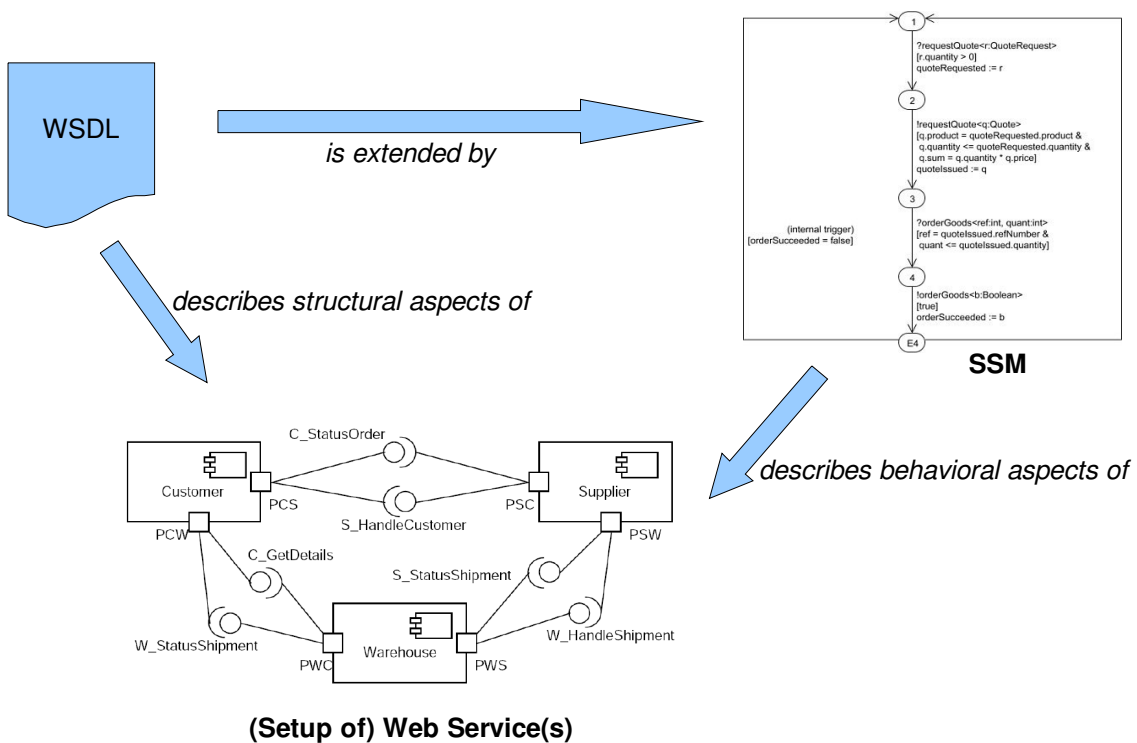 1
?requestQuote<r:QuoteRequest>
[r.quantity > 0]
quoteRequested := r
2
WSDL
is extended by
!requestQuote<q:Quote>
[q.product = quoteRequested.product &
q.quantity <= quoteRequested.quantity &
q.sum = q.quantity * q.price]
quoteIssued := q
3
(internal trigger)
[orderSucceeded = false]
?orderGoods<ref:int, quant:int>
[ref = quoteIssued.refNumber &
quant <= quoteIssued.quantity]
4
!orderGoods<b:Boolean>
[true]
orderSucceeded := b
E4
SSM
describes structural aspects of
describes behavioral aspects of
C_StatusOrder
Customer
PCS
PSC
Supplier
S_HandleCustomer
PCW
PSW
C_GetDetails
S_StatusShipment
W_StatusShipment
W_HandleShipment
PWC
Warehouse
PWS
(Setup of) Web Service(s)